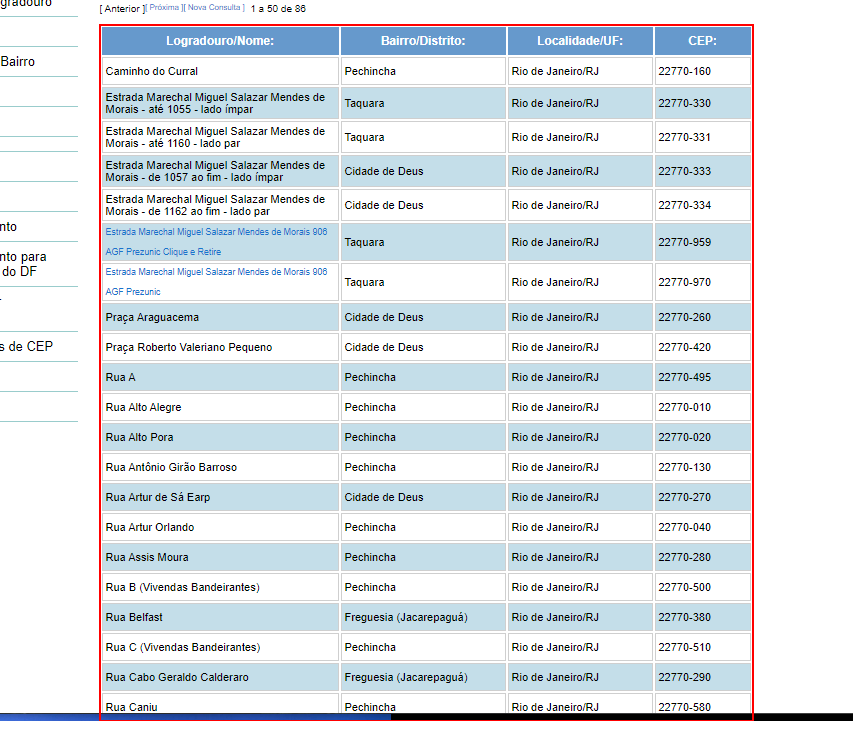 gradouro
Bairro
nto
nto para
do DF
s de CEP
[ Anterior ][ Próxima ][ Nova Consulta ] 1 a 50 de 86
Logradouro/Nome: Bairro/Distrito: Localidade/UF: CEP:
Caminho do Curral Pechincha Rio de Janeiro/RJ 22770-160
Estrada Marechal Miguel Salazar Mendes de
Morais - até 1055 - lado ímpar Taquara Rio de Janeiro/RJ 22770-330
Estrada Marechal Miguel Salazar Mendes de
Morais - até 1160 - lado par Taquara Rio de Janeiro/RJ 22770-331
Estrada Marechal Miguel Salazar Mendes de
Morais - de 1057 ao fim - lado ímpar Cidade de Deus Rio de Janeiro/RJ 22770-333
Estrada Marechal Miguel Salazar Mendes de
Morais - de 1162 ao fim - lado par Cidade de Deus Rio de Janeiro/RJ 22770-334
Estrada Marechal Miguel Salazar Mendes de Morais 906
AGF Prezunic Clique e Retire Taquara Rio de Janeiro/RJ 22770-959
Estrada Marechal Miguel Salazar Mendes de Morais 906
AGF Prezunic Taquara Rio de Janeiro/RJ 22770-970
Praça Araguacema Cidade de Deus Rio de Janeiro/RJ 22770-260
Praça Roberto Valeriano Pequeno Cidade de Deus Rio de Janeiro/RJ 22770-420
Rua A Pechincha Rio de Janeiro/RJ 22770-495
Rua Alto Alegre Pechincha Rio de Janeiro/RJ 22770-010
Rua Alto Pora Pechincha Rio de Janeiro/RJ 22770-020
Rua Antônio Girão Barroso Pechincha Rio de Janeiro/RJ 22770-130
Rua Artur de Sá Earp Cidade de Deus Rio de Janeiro/RJ 22770-270
Rua Artur Orlando Pechincha Rio de Janeiro/RJ 22770-040
Rua Assis Moura Pechincha Rio de Janeiro/RJ 22770-280
Rua B (Vivendas Bandeirantes) Pechincha Rio de Janeiro/RJ 22770-500
Rua Belfast Freguesia (Jacarepaguá) Rio de Janeiro/RJ 22770-380
Rua C (Vivendas Bandeirantes) Pechincha Rio de Janeiro/RJ 22770-510
Rua Cabo Geraldo Calderaro Freguesia (Jacarepaguá) Rio de Janeiro/RJ 22770-290
Rua Caniu Pechincha Rio de Janeiro/RJ 22770-580